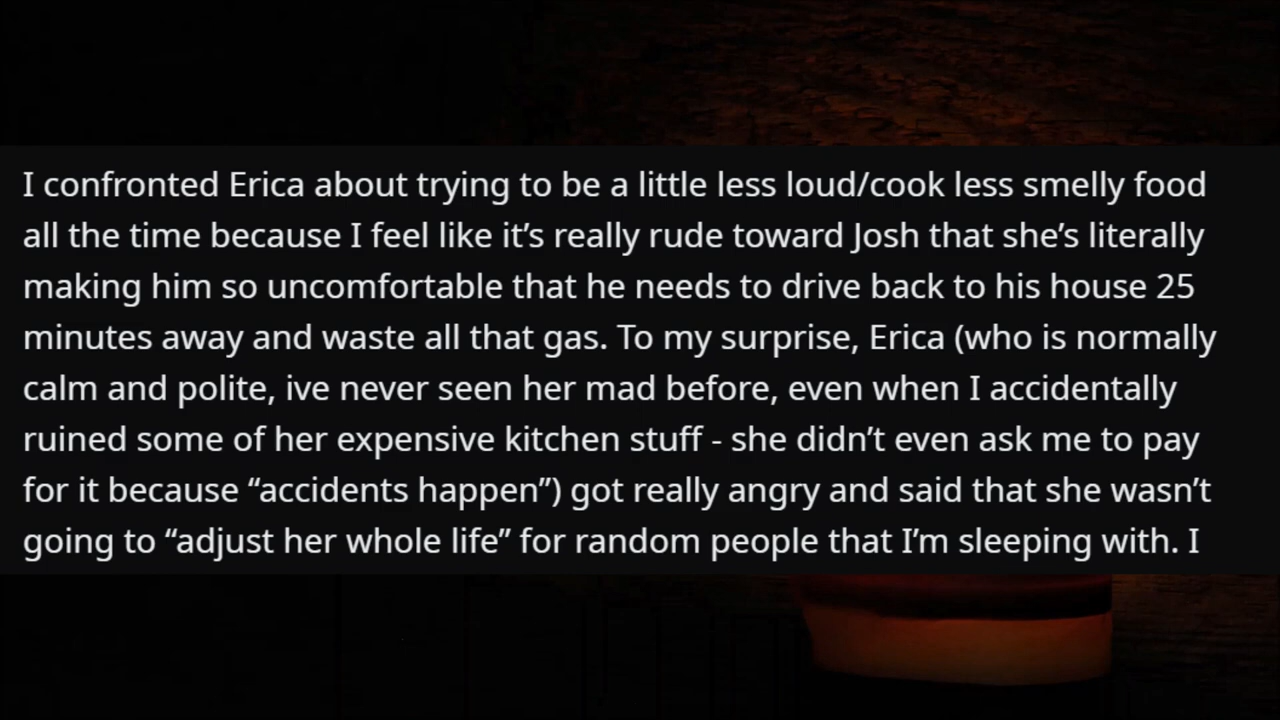 I confronted Erica about trying to be a little less loud/cook less smelly food
all the time because I feel like it’s really rude toward Josh that she’s literally
making him so uncomfortable that he needs to drive back to his house 25
minutes away and waste all that gas. To my surprise, Erica (who is normally
calm and polite, ive never seen her mad before, even when I accidentally
ruined some of her expensive kitchen stuff - she didn’t even ask me to pay
for it because “accidents happen”) got really angry and said that she wasn’t
going to “adjust her whole life” for random people that I’m sleeping with. I